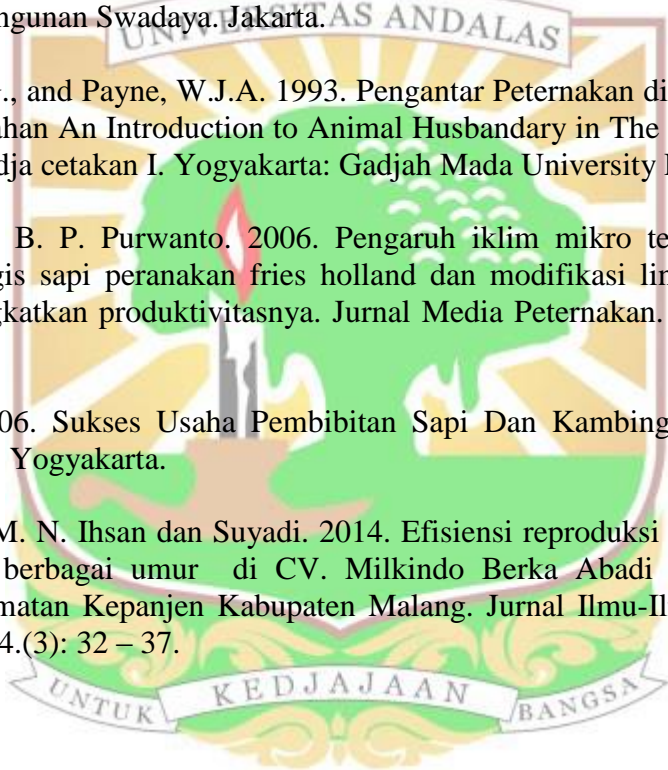 ngunan Swadaya. Jakarta.
UNIVERSITAS ANDALAS
., and Payne, W.J.A. 1993. Pengantar Peternakan di
ahan An Introduction to Animal Husbandary in The
dja cetakan I. Yogyakarta: Gadjah Mada University
B. P. Purwanto. 2006. Pengaruh iklim mikro te
gis sapi peranakan fries holland dan modifikasi lin
gkatkan produktivitasnya. Jurnal Media Peternakan.
06. Sukses Usaha Pembibitan Sapi Dan Kambing
Yogyakarta.
M. N. Ihsan dan Suyadi. 2014. Efisiensi reproduksi
berbagai umur di CV. Milkindo Berka Abadi
matan Kepanjen Kabupaten Malang. Jurnal Ilmu-Il
4.(3): 32 – 37.
UNTUK KEDJAJAAN BANGSA